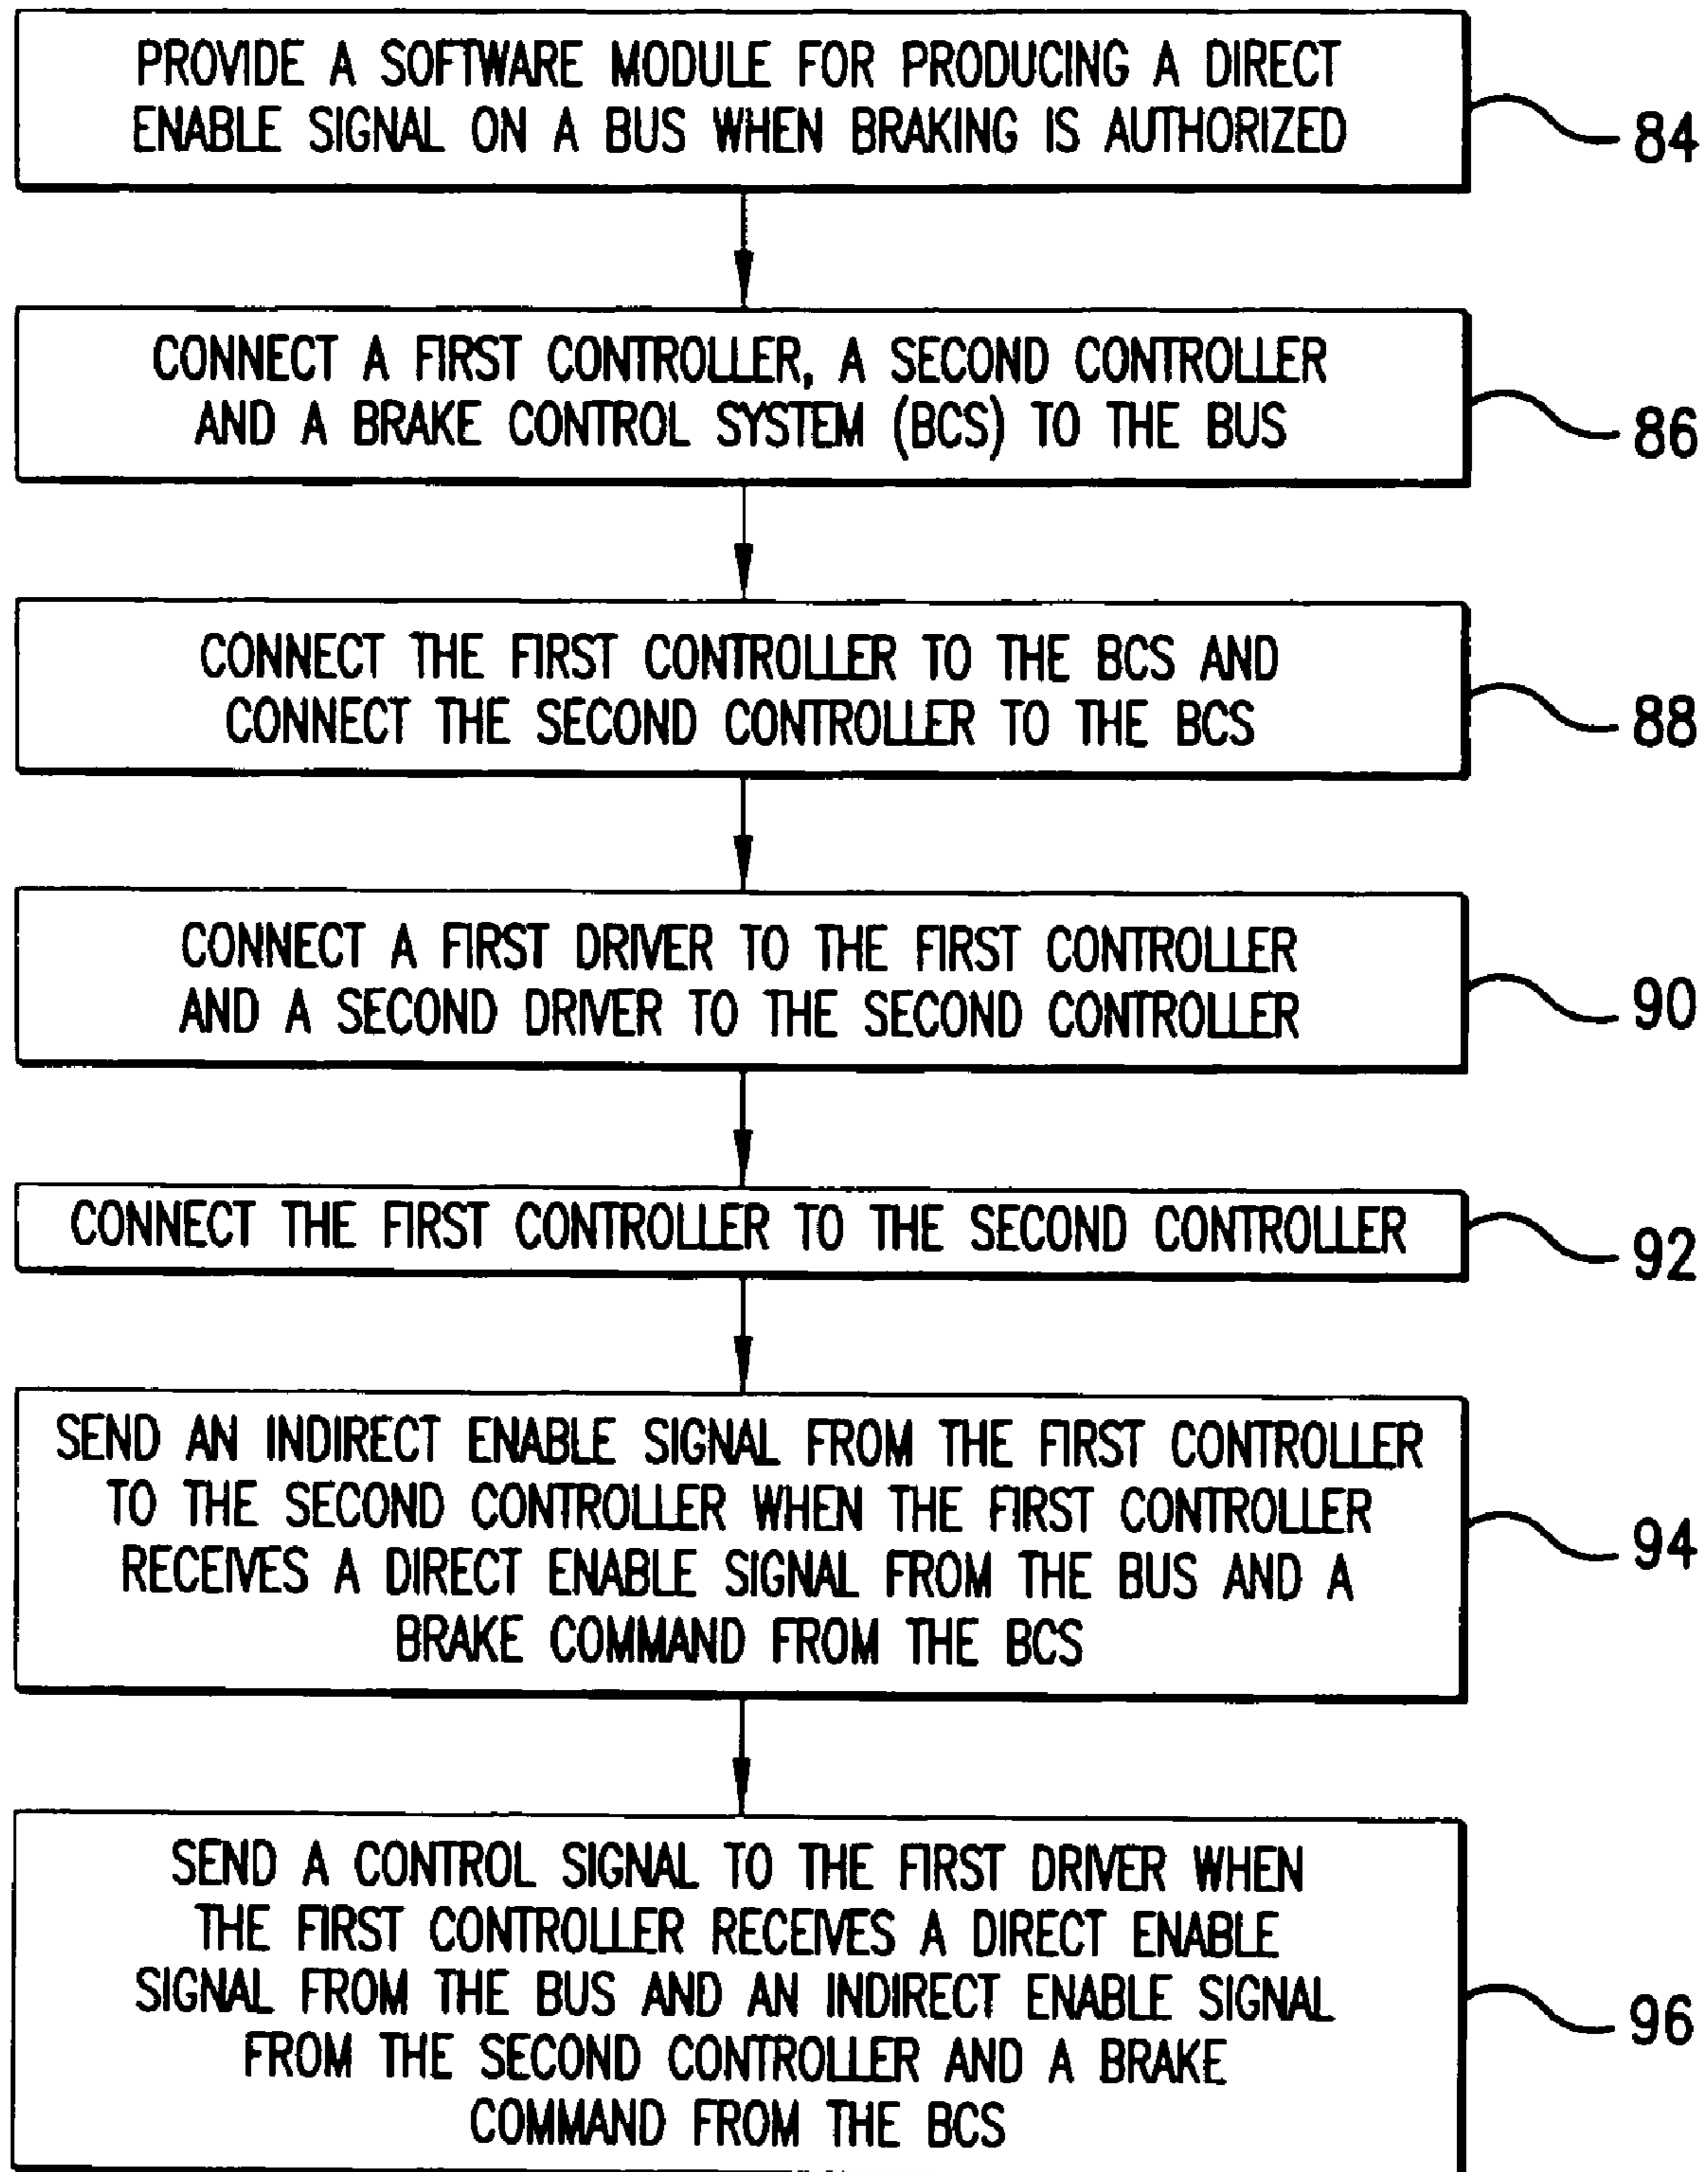 PROVIDE A SOFTWARE MODULE FOR PRODUCING A DIRECT
ENABLE SIGNAL ON A BUS WHEN BRAKING IS AUTHORIZED
84
CONNECT A FIRST CONTROLLER, A SECOND CONTROLLER
AND A BRAKE CONTROL SYSTEM (BCS) TO THE BUS
86
CONNECT THE FIRST CONTROLLER TO THE BCS AND
CONNECT THE SECOND CONTROLLER TO THE BCS
88
CONNECT A FIRST DRIVER TO THE FIRST CONTROLLER
AND A SECOND DRIVER TO THE SECOND CONTROLLER
90
CONNECT THE FIRST CONTROLLER TO THE SECOND CONTROLLER
92
SEND AN INDIRECT ENABLE SIGNAL FROM THE FIRST CONTROLLER
TO THE SECOND CONTROLLER WHEN THE FIRST CONTROLLER
RECEIVES A DIRECT ENABLE SIGNAL FROM THE BUS AND A
BRAKE COMMAND FROM THE BCS
94
SEND A CONTROL SIGNAL TO THE FIRST DRIVER WHEN
THE FIRST CONTROLLER RECEIVES A DIRECT ENABLE
SIGNAL FROM THE BUS AND AN INDIRECT ENABLE SIGNAL
FROM THE SECOND CONTROLLER AND A BRAKE
COMMAND FROM THE BCS
96